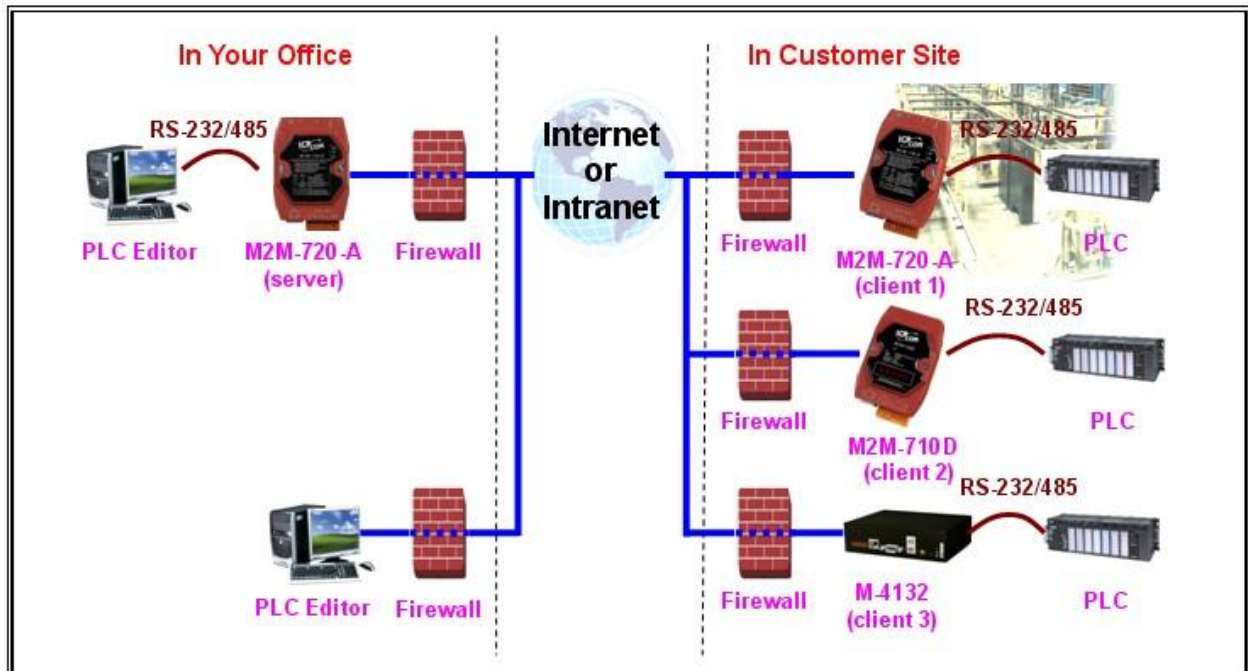 In Your Office
In Customer Site
RS-232/485
PLC Editor
M2M-720-A
(server)
Firewall
Internet
or
Intranet
Firewall
M2M-720-A
(client 1)
RS-232/485
PLC
Firewall
M2M-710D
(client 2)
RS-232/485
PLC
PLC Editor
Firewall
Firewall
M-4132
(client 3)
RS-232/485
PLC